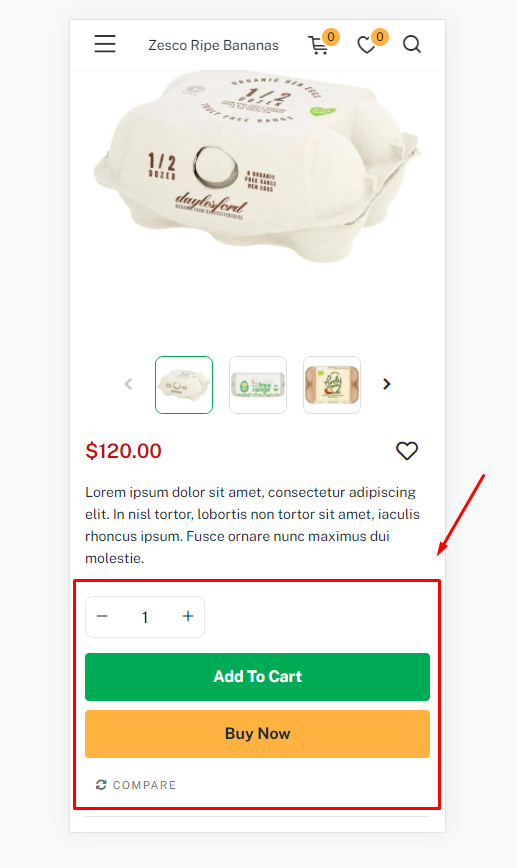 Zesco Ripe Bananas
0
0
ORGANIC HEN EGGS
1/2
DOZEN
TRULY FREE RANGE
1/2
DOZEN
6 ORGANIC
FREE RANGE
HEN EGGS
daylesford
free
range
$120.00
Lorem ipsum dolor sit amet, consectetur adipiscing
elit. In nisl tortor, lobortis non tortor sit amet, iaculis
rhoncus ipsum. Fusce ornare nunc maximus dui
molestie.
1
Add To Cart
Buy Now
COMPARE